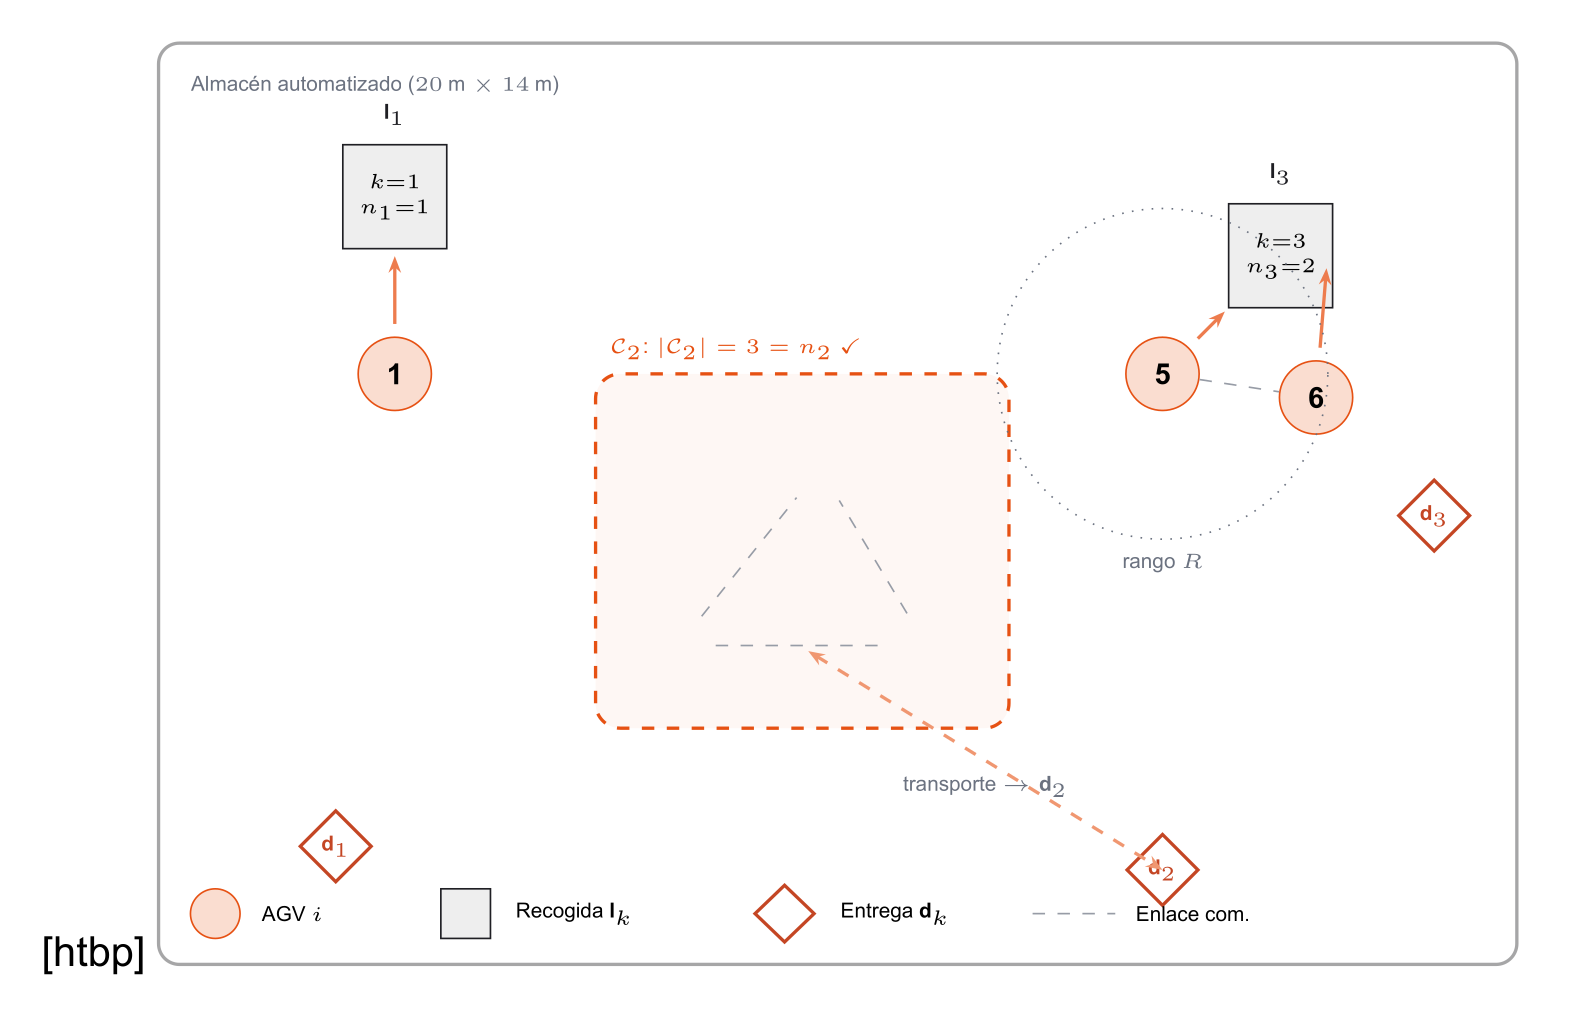 Almacén automatizado (20 m × 14 m)
l₁
k=1
n₁=1
1
l₃
k=3
n₃=2
5
6
C₂: |C₂| = 3 = n₂ ✓
d₃
rango R
transporte → d₂
d₁
d₂
AGV i
Recogida lₖ
Entrega dₖ
Enlace com.
[htbp]